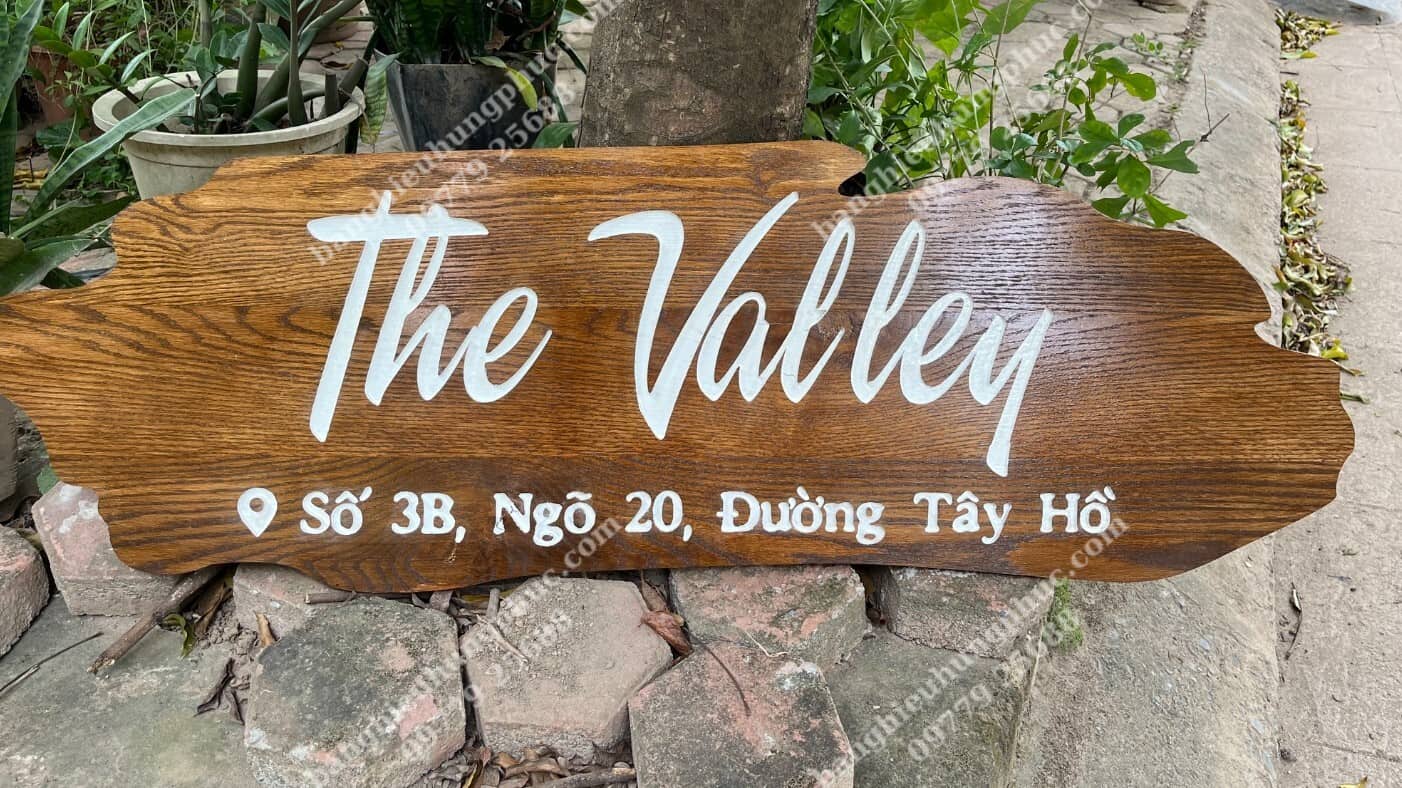 The Valley
Số 3B, Ngõ 20, Đường Tây Hồ